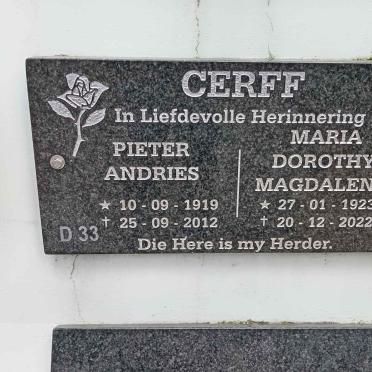 CERFF
In Liefdevolle Herinnering
PIETER
ANDRIES
★ 10 - 09 - 1919
† 25 - 09 - 2012
MARIA
DOROTHY
MAGDALEN
★ 27 - 01 - 1923
† 20 - 12 - 2022
Die Here is my Herder.
D 33